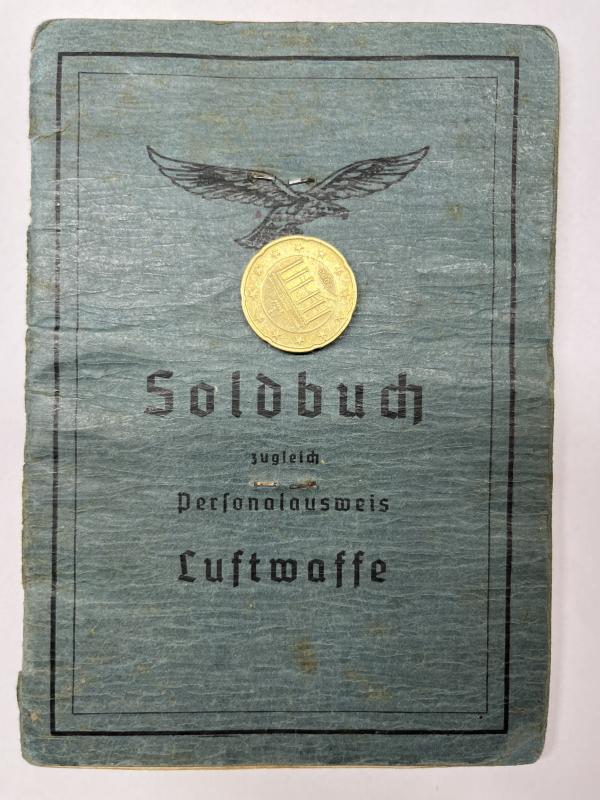 Soldbuch
zugleich
Personalausweis
Luftwaffe